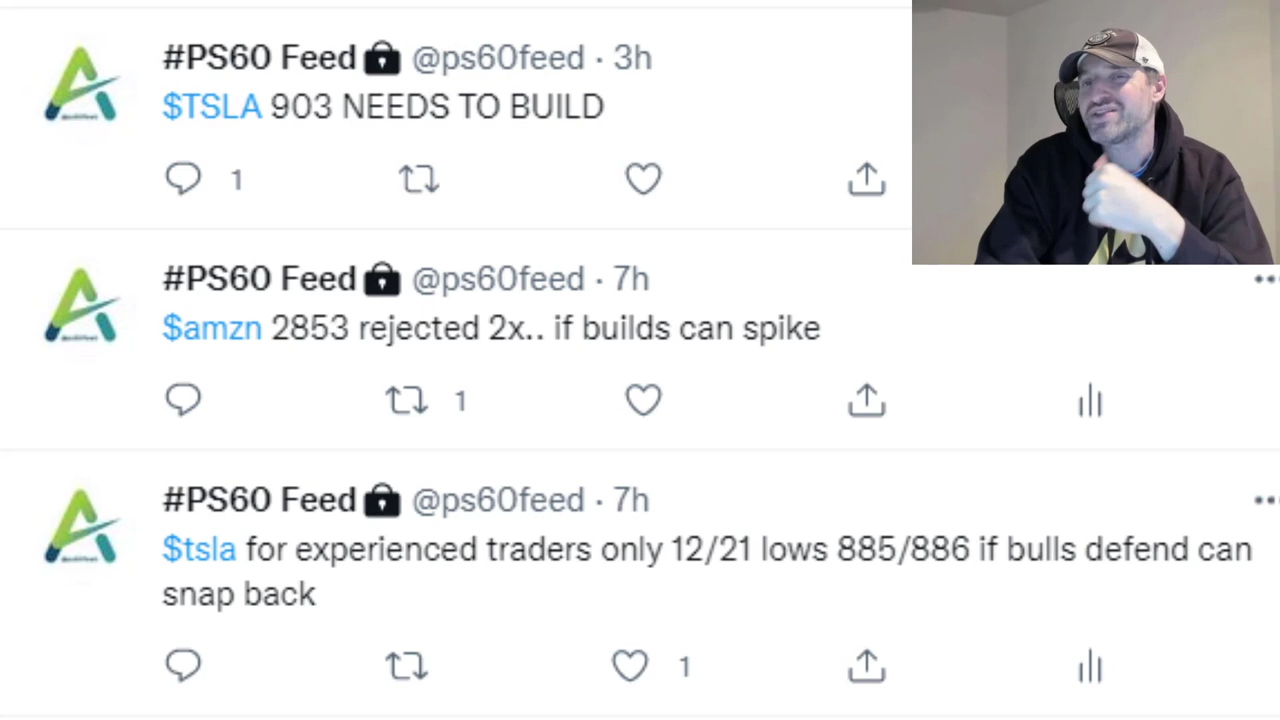 #PS60 Feed🔒 @ps60feed · 3h
$TSLA 903 NEEDS TO BUILD
1
#PS60 Feed🔒 @ps60feed · 7h
$amzn 2853 rejected 2x.. if builds can spike
1
#PS60 Feed🔒 @ps60feed · 7h
$tsla for experienced traders only 12/21 lows 885/886 if bulls defend can
snap back
1